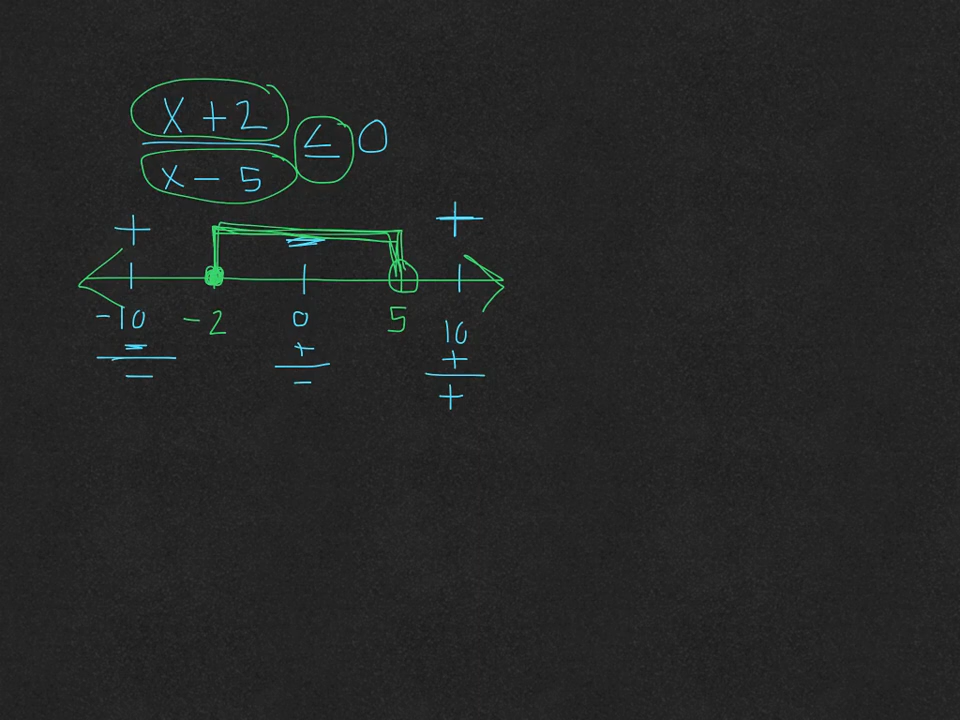 x + 2
x - 5
≤ 0
+ - +
-10 -2 0 5 10
- + +
- - +